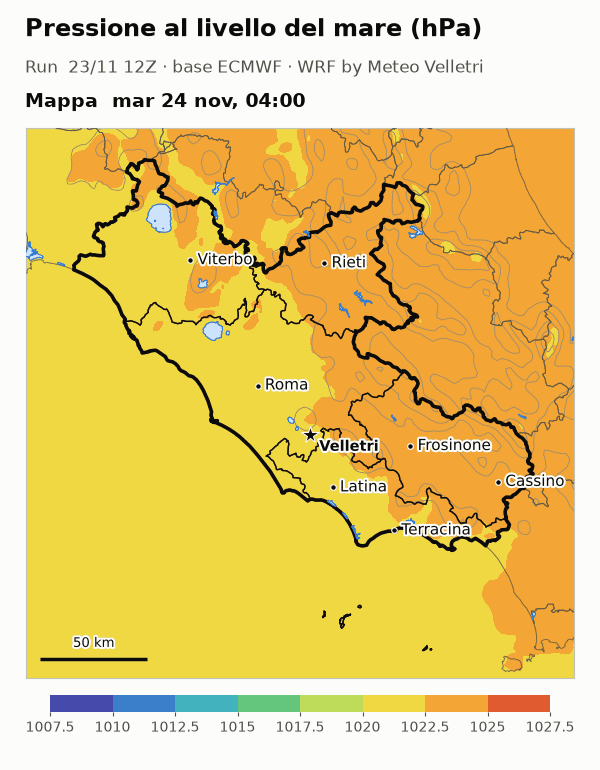 Pressione al livello del mare (hPa)
Run  23/11 12Z · base ECMWF · WRF by Meteo Velletri
Mappa  mar 24 nov, 04:00
Viterbo
Rieti
Roma
Velletri
Frosinone
Cassino
Latina
Terracina
50 km
1007.5 1010 1012.5 1015 1017.5 1020 1022.5 1025 1027.5